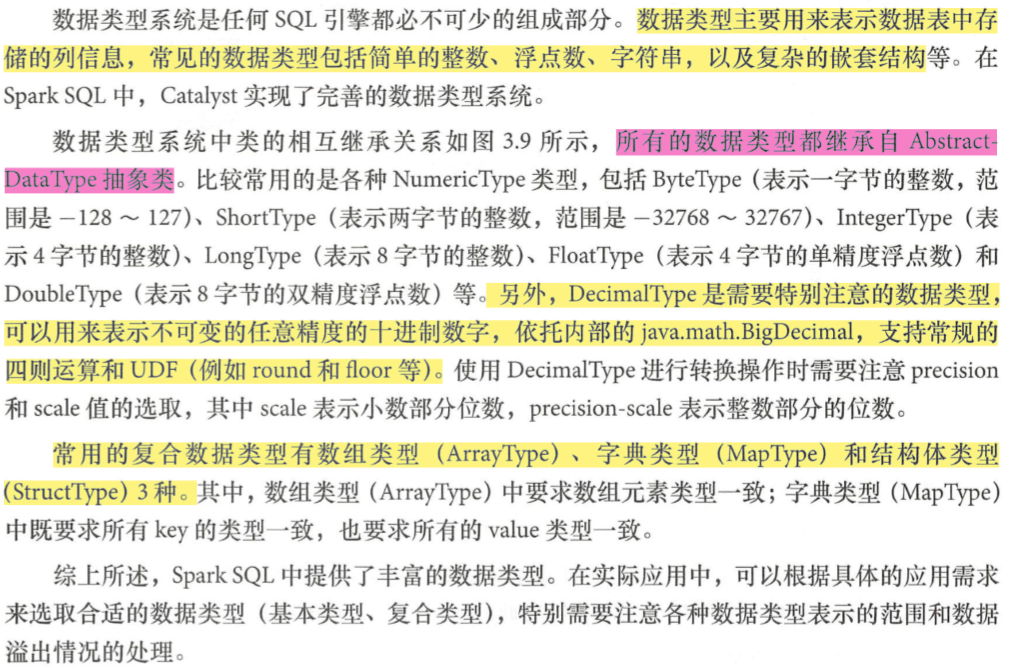 数据类型系统是任何 SQL 引擎都必不可少的组成部分。数据类型主要用来表示数据表中存
储的列信息，常见的数据类型包括简单的整数、浮点数、字符串，以及复杂的嵌套结构等。在
Spark SQL 中，Catalyst 实现了完善的数据类型系统。
数据类型系统中类的相互继承关系如图 3.9 所示，所有的数据类型都继承自 Abstract-
DataType 抽象类。比较常用的是各种 NumericType 类型，包括 ByteType（表示一字节的整数，范
围是 −128 ～ 127）、ShortType（表示两字节的整数，范围是 −32768 ～ 32767）、IntegerType（表
示 4 字节的整数）、LongType（表示 8 字节的整数）、FloatType（表示 4 字节的单精度浮点数）和
DoubleType（表示 8 字节的双精度浮点数）等。另外，DecimalType 是需要特别注意的数据类型，
可以用来表示不可变的任意精度的十进制数字，依托内部的 java.math.BigDecimal，支持常规的
四则运算和 UDF（例如 round 和 floor 等）。使用 DecimalType 进行转换操作时需要注意 precision
和 scale 值的选取，其中 scale 表示小数部分位数，precision-scale 表示整数部分的位数。
常用的复合数据类型有数组类型（ArrayType）、字典类型（MapType）和结构体类型
(StructType) 3 种。其中，数组类型（ArrayType）中要求数组元素类型一致；字典类型（MapType）
中既要求所有 key 的类型一致，也要求所有的 value 类型一致。
综上所述，Spark SQL 中提供了丰富的数据类型。在实际应用中，可以根据具体的应用需求
来选取合适的数据类型（基本类型、复合类型），特别需要注意各种数据类型表示的范围和数据
溢出情况的处理。